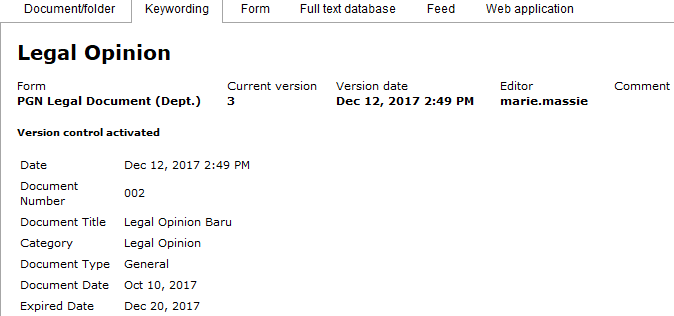 Document/folder Keywording Form Full text database Feed Web application
Legal Opinion
Form Current version Version date Editor Comment
PGN Legal Document (Dept.) 3 Dec 12, 2017 2:49 PM marie.massie
Version control activated
Date Dec 12, 2017 2:49 PM
Document
Number 002
Document Title Legal Opinion Baru
Category Legal Opinion
Document Type General
Document Date Oct 10, 2017
Expired Date Dec 20, 2017